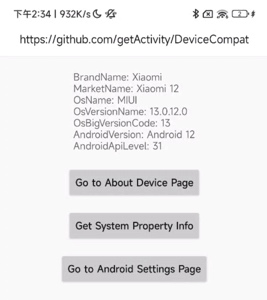 下午2:34 | 932K/s
2
https://github.com/getActivity/DeviceCompat
BrandName: Xiaomi
MarketName: Xiaomi 12
OsName: MIUI
OsVersionName: 13.0.12.0
OsBigVersionCode: 13
AndroidVersion: Android 12
AndroidApiLevel: 31
Go to About Device Page
Get System Property Info
Go to Android Settings Page